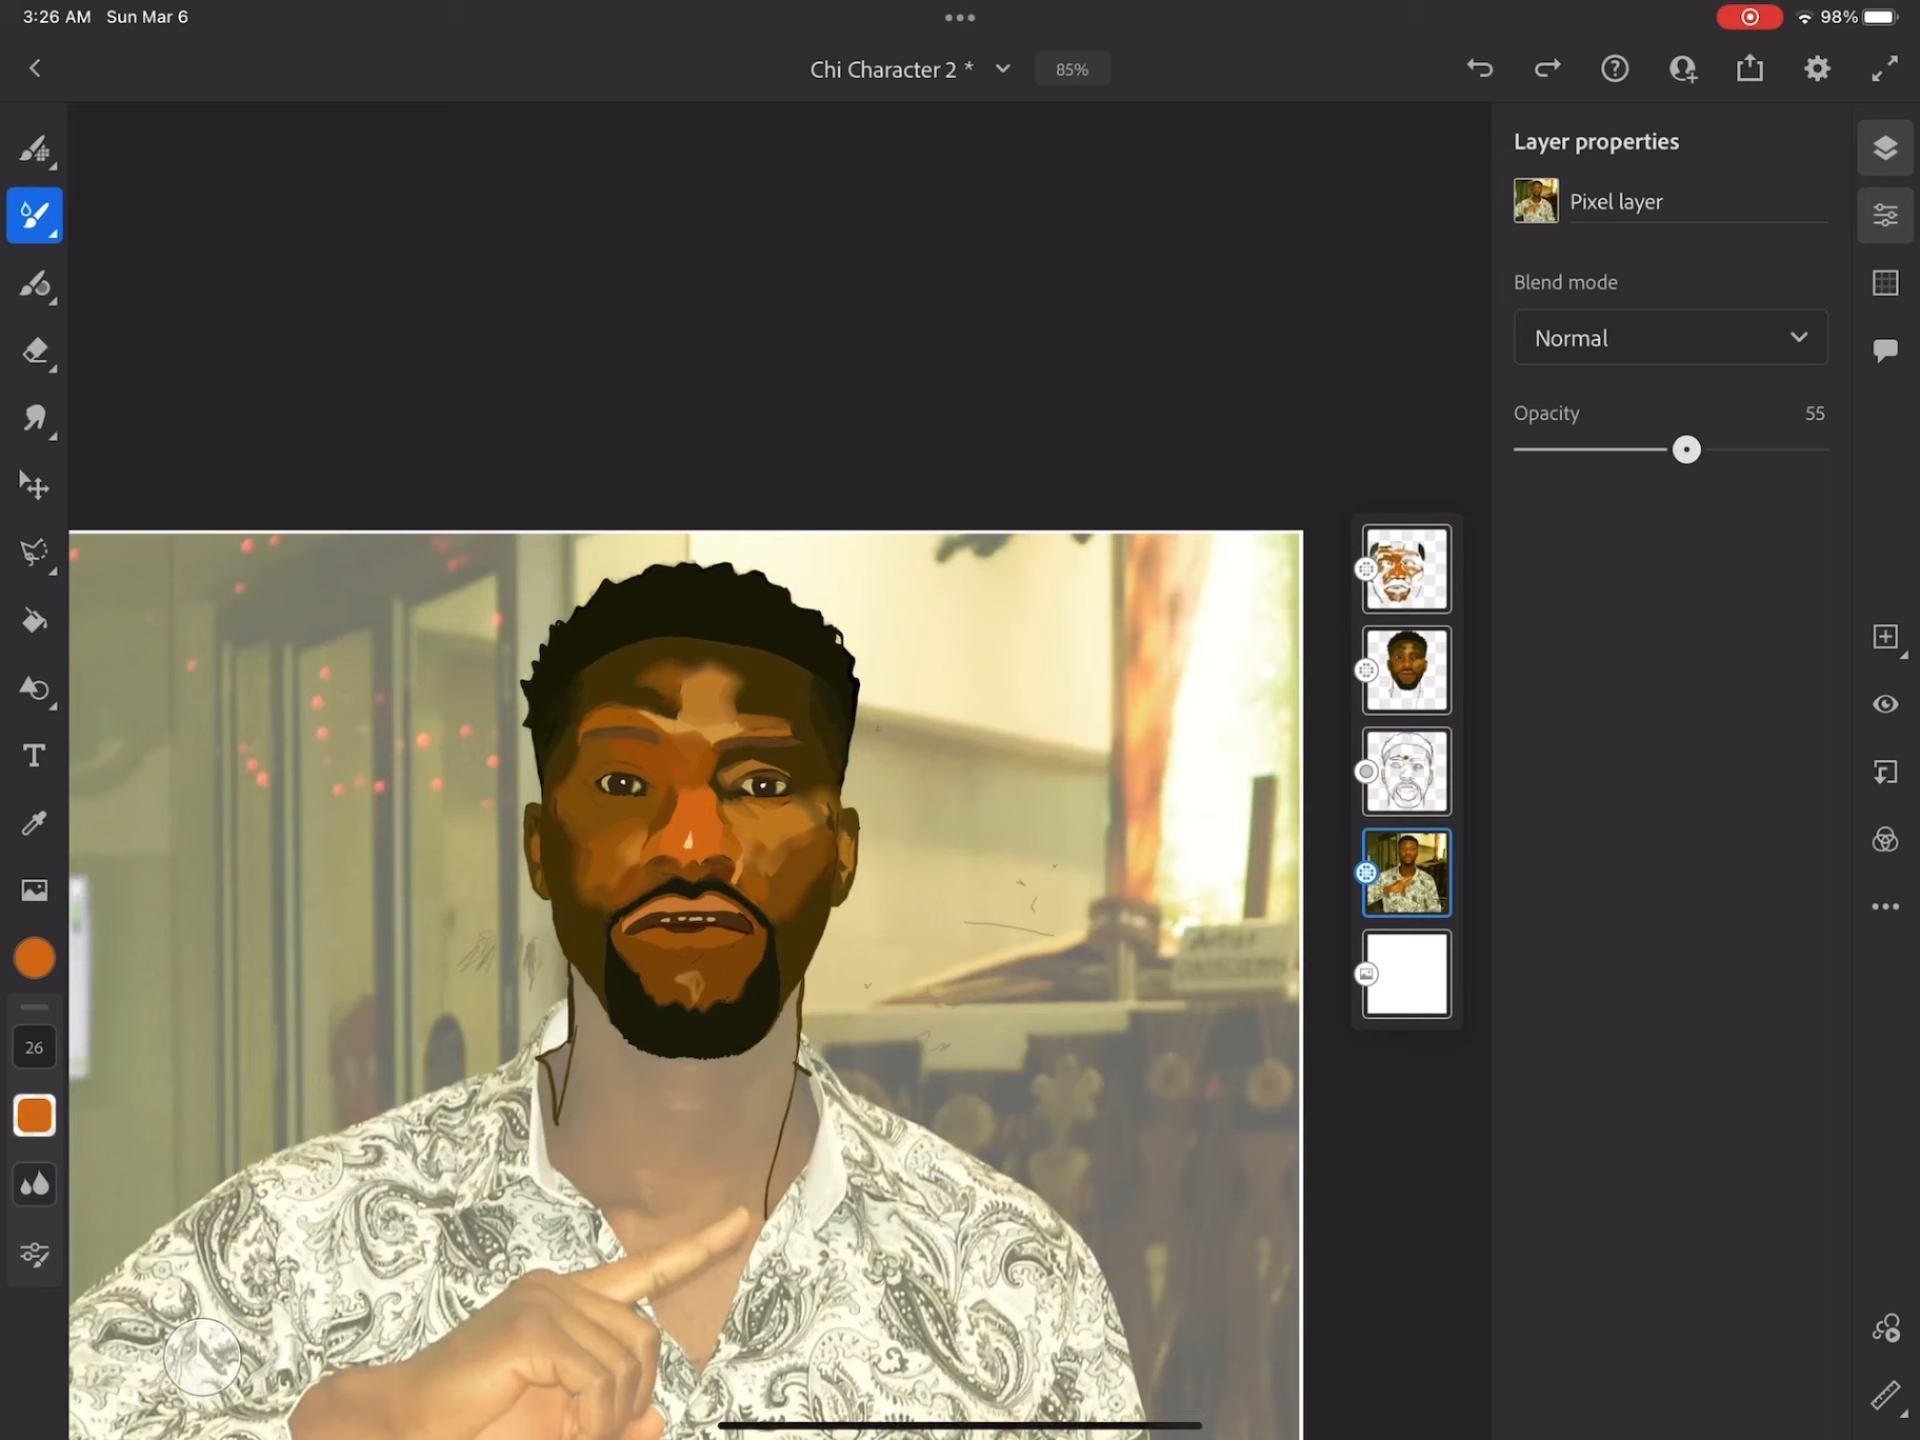 3:26 AM Sun Mar 6
98%
Chi Character 2 *
85%
Layer properties
Pixel layer
Blend mode
Normal
Opacity 55
T
26